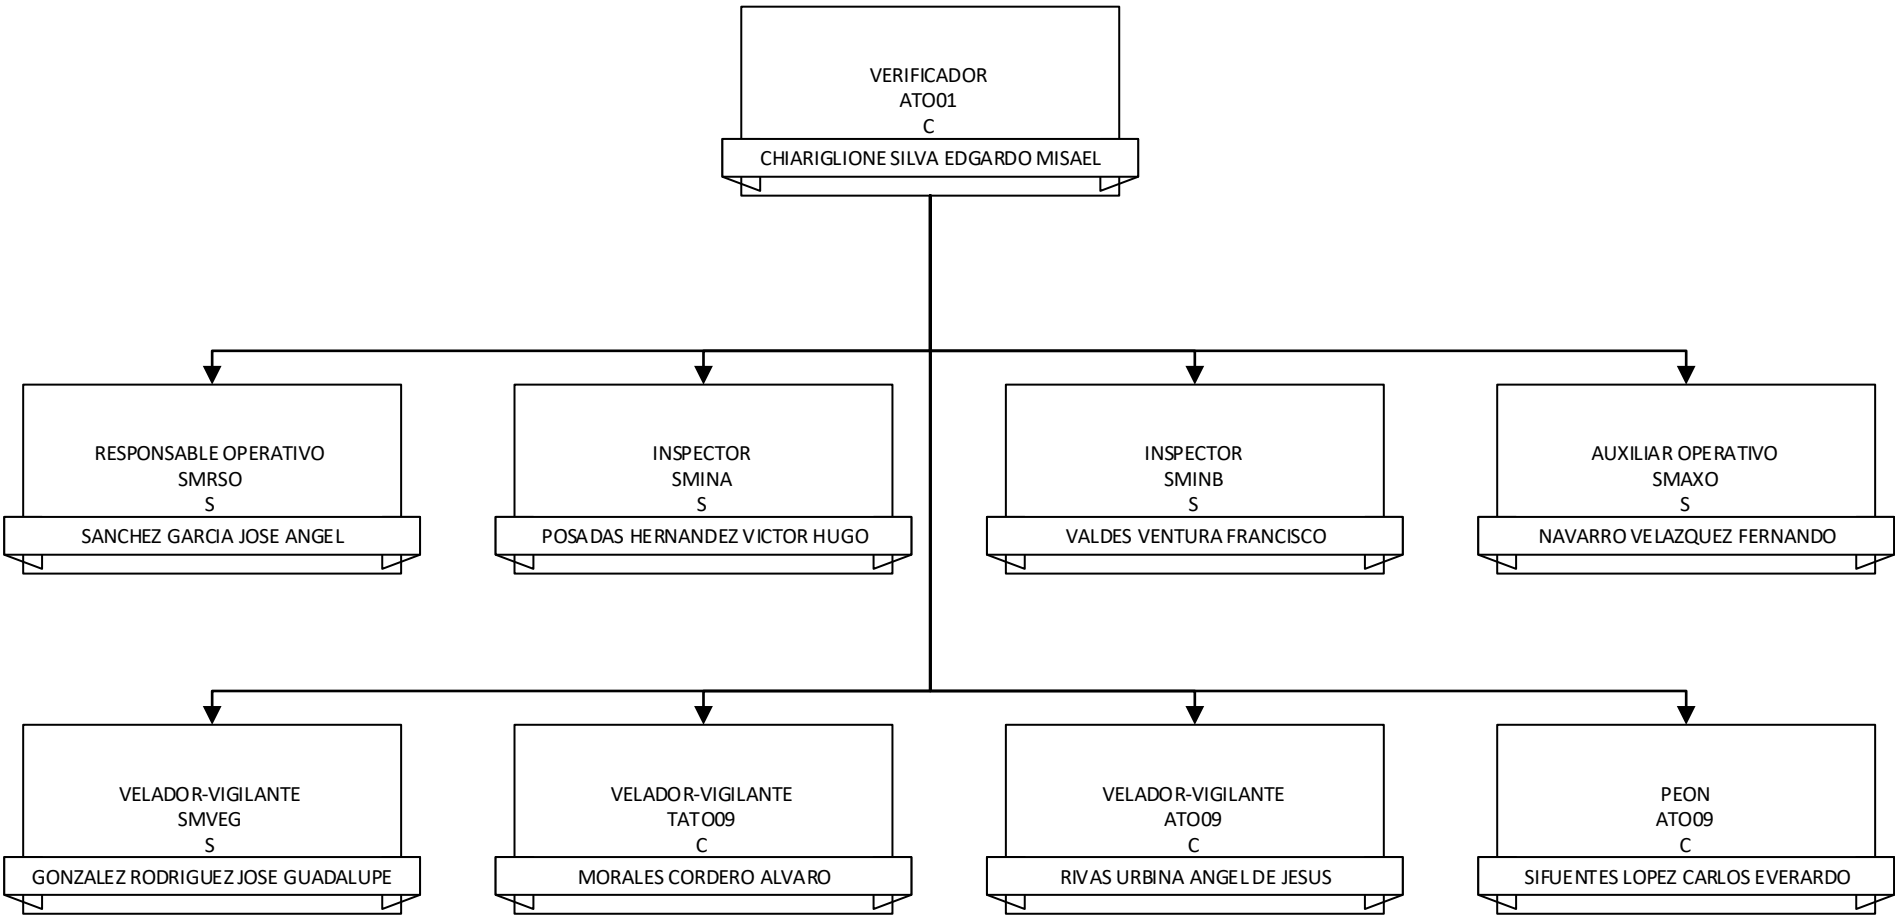 VERIFICADOR
ATO01
C
CHIARIGLIONE SILVA EDGARDO MISAEL
RESPONSABLE OPERATIVO
SMRSO
S
SANCHEZ GARCIA JOSE ANGEL
INSPECTOR
SMINA
S
POSADAS HERNANDEZ VICTOR HUGO
INSPECTOR
SMINB
S
VALDES VENTURA FRANCISCO
AUXILIAR OPERATIVO
SMAXO
S
NAVARRO VELAZQUEZ FERNANDO
VELADOR-VIGILANTE
SMVEG
S
GONZALEZ RODRIGUEZ JOSE GUADALUPE
VELADOR-VIGILANTE
TATO09
C
MORALES CORDERO ALVARO
VELADOR-VIGILANTE
ATO09
C
RIVAS URBINA ANGEL DE JESUS
PEON
ATO09
C
SIFUENTES LOPEZ CARLOS EVERARDO